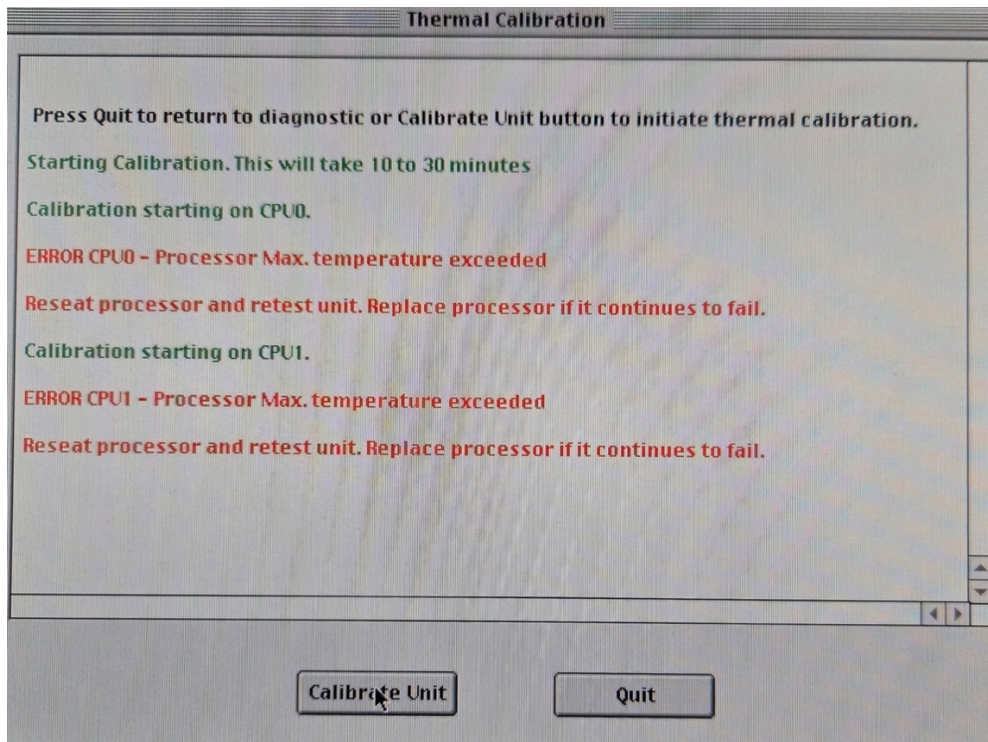 Thermal Calibration
Press Quit to return to diagnostic or Calibrate Unit button to initiate thermal calibration.
Starting Calibration. This will take 10 to 30 minutes
Calibration starting on CPU0.
ERROR CPU0 - Processor Max. temperature exceeded
Reseat processor and retest unit. Replace processor if it continues to fail.
Calibration starting on CPU1.
ERROR CPU1 - Processor Max. temperature exceeded
Reseat processor and retest unit. Replace processor if it continues to fail.
Calibrate Unit
Quit